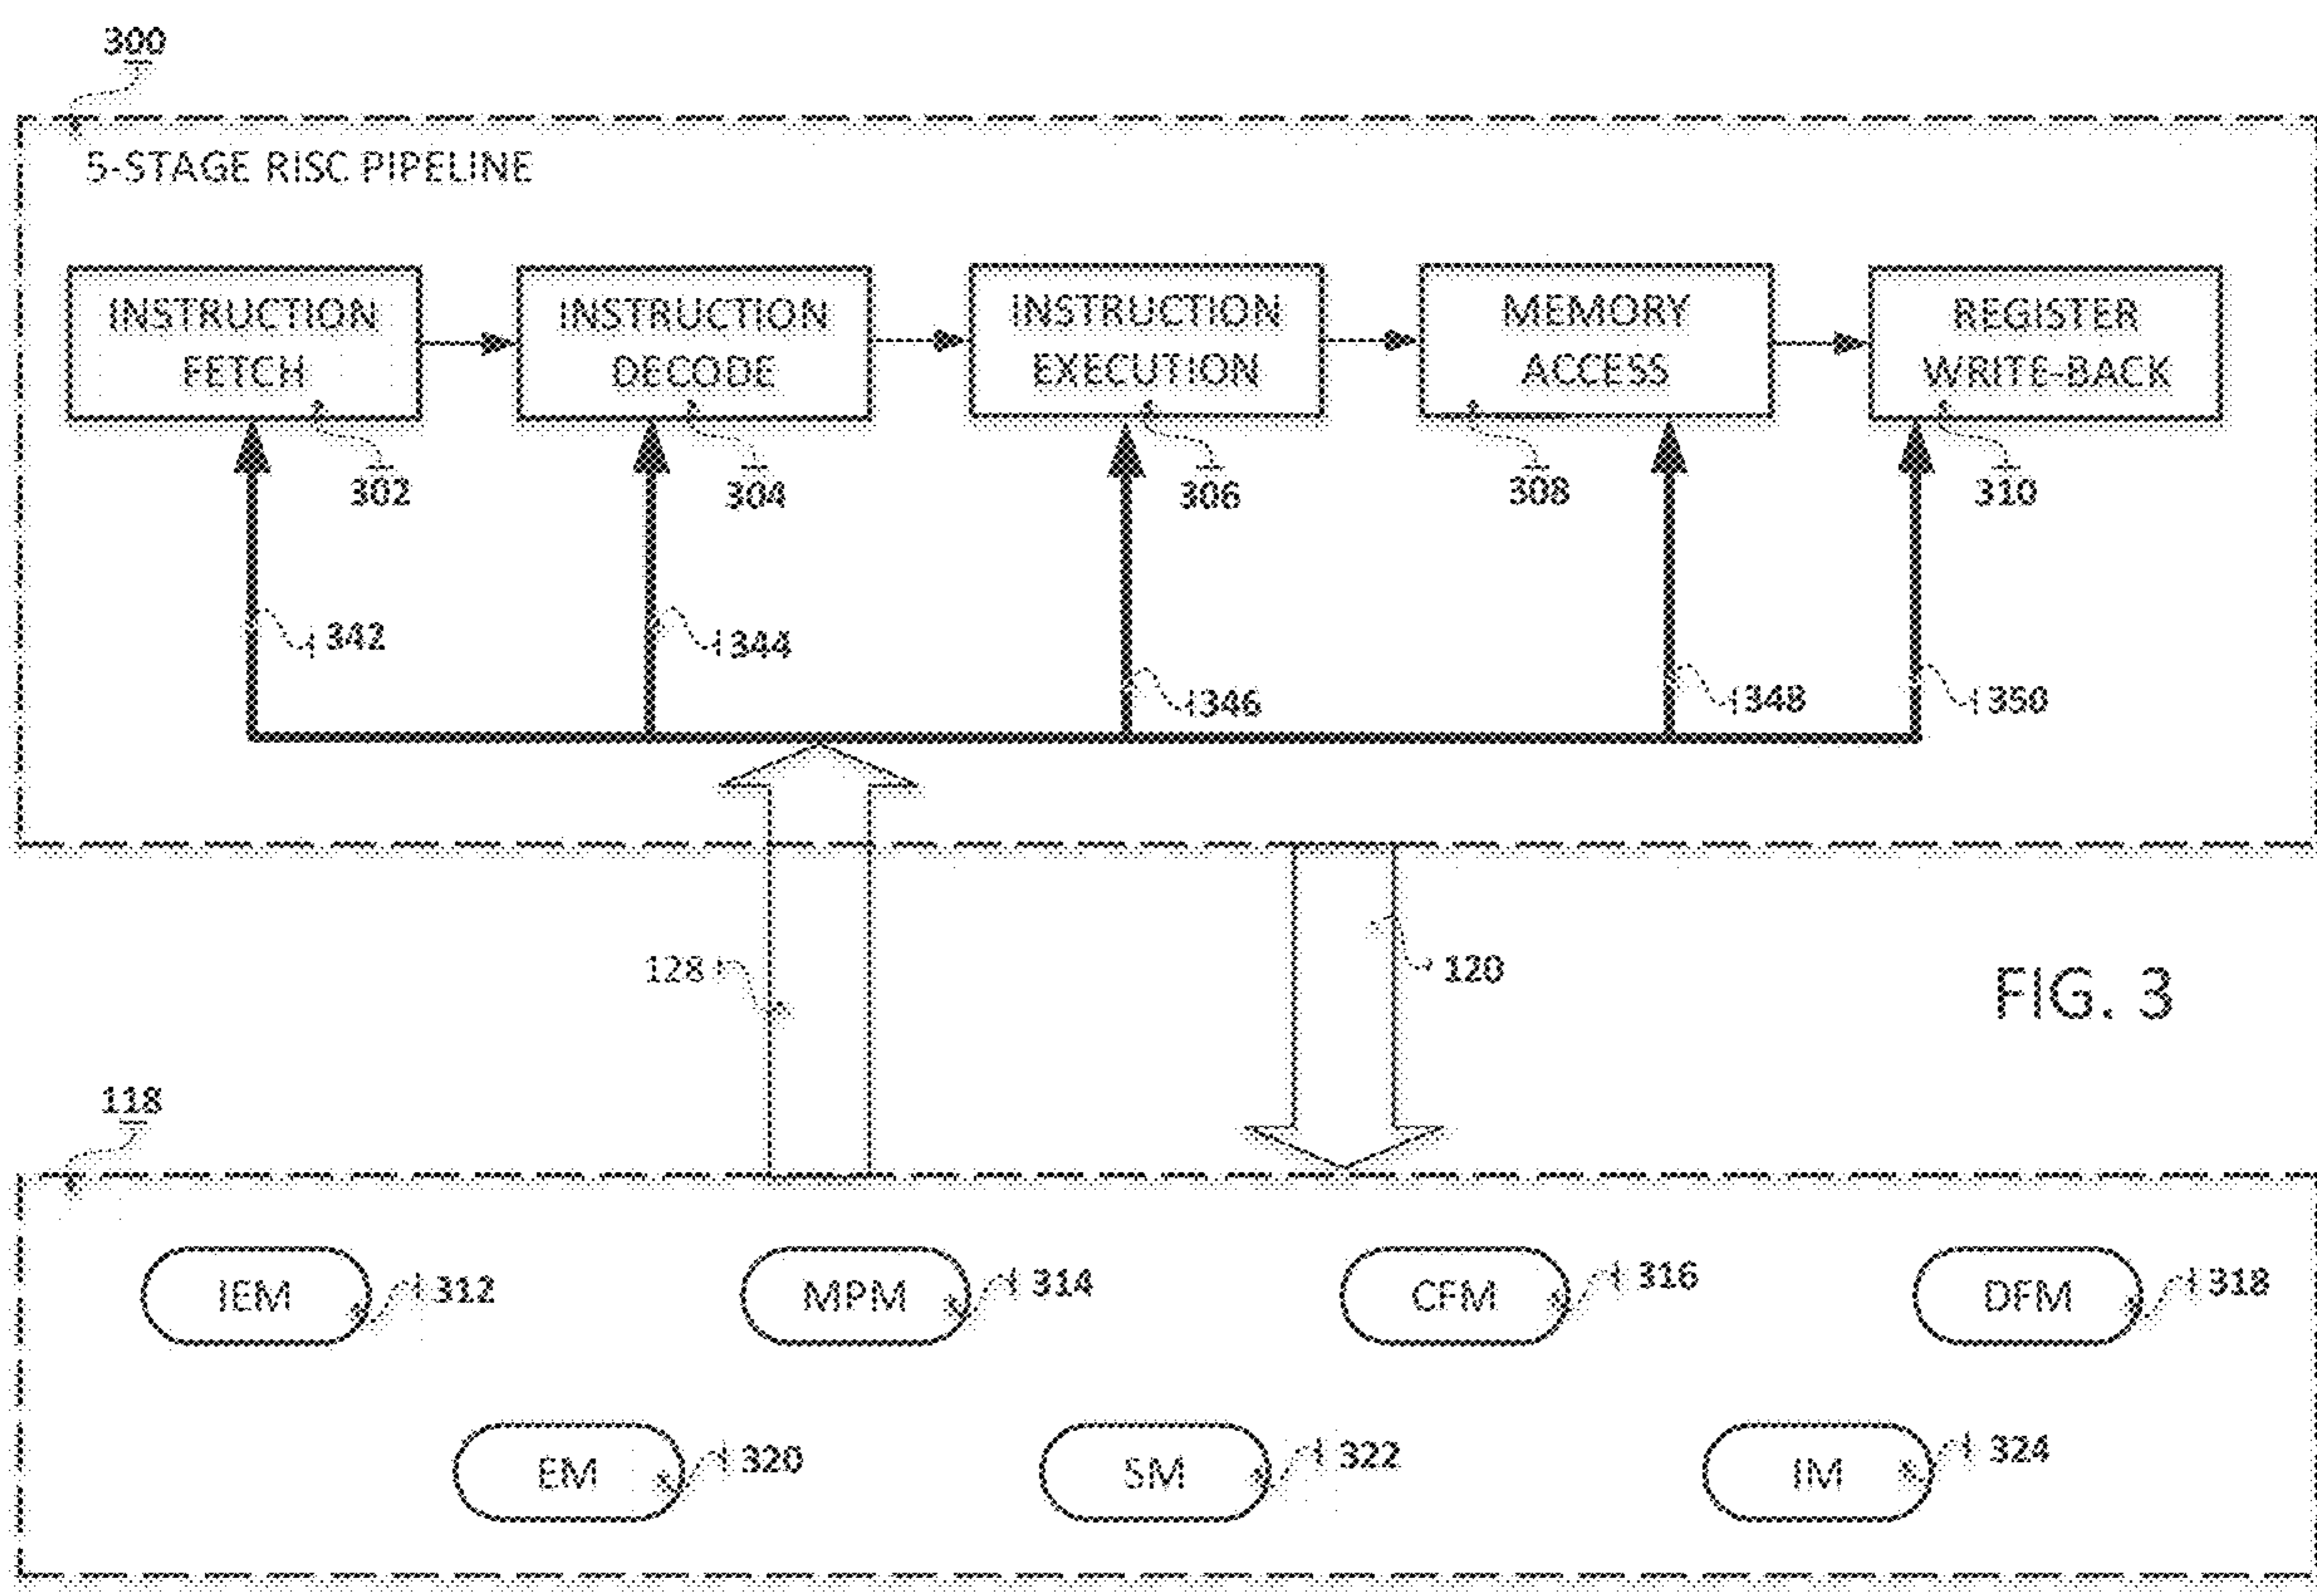 300
5-STAGE RISC PIPELINE
INSTRUCTION
FETCH
INSTRUCTION
DECODE
INSTRUCTION
EXECUTION
MEMORY
ACCESS
REGISTER
WRITE-BACK
302
304
306
308
310
342
344
346
348
350
128
120
FIG. 3
118
IEM
312
MPM
314
CFM
316
DFM
318
EM
320
SM
322
IM
324